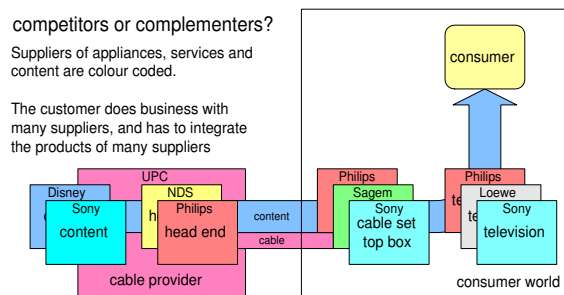 competitors or complementers?
Suppliers of appliances, services and
content are colour coded.
The customer does business with
many suppliers, and has to integrate
the products of many suppliers
consumer
UPC
Philips
Philips
Disney
NDS
Sagem
Loewe
Sony
Philips
Sony
Sony
content
head end
content
cable set
top box
television
cable
cable provider
consumer world